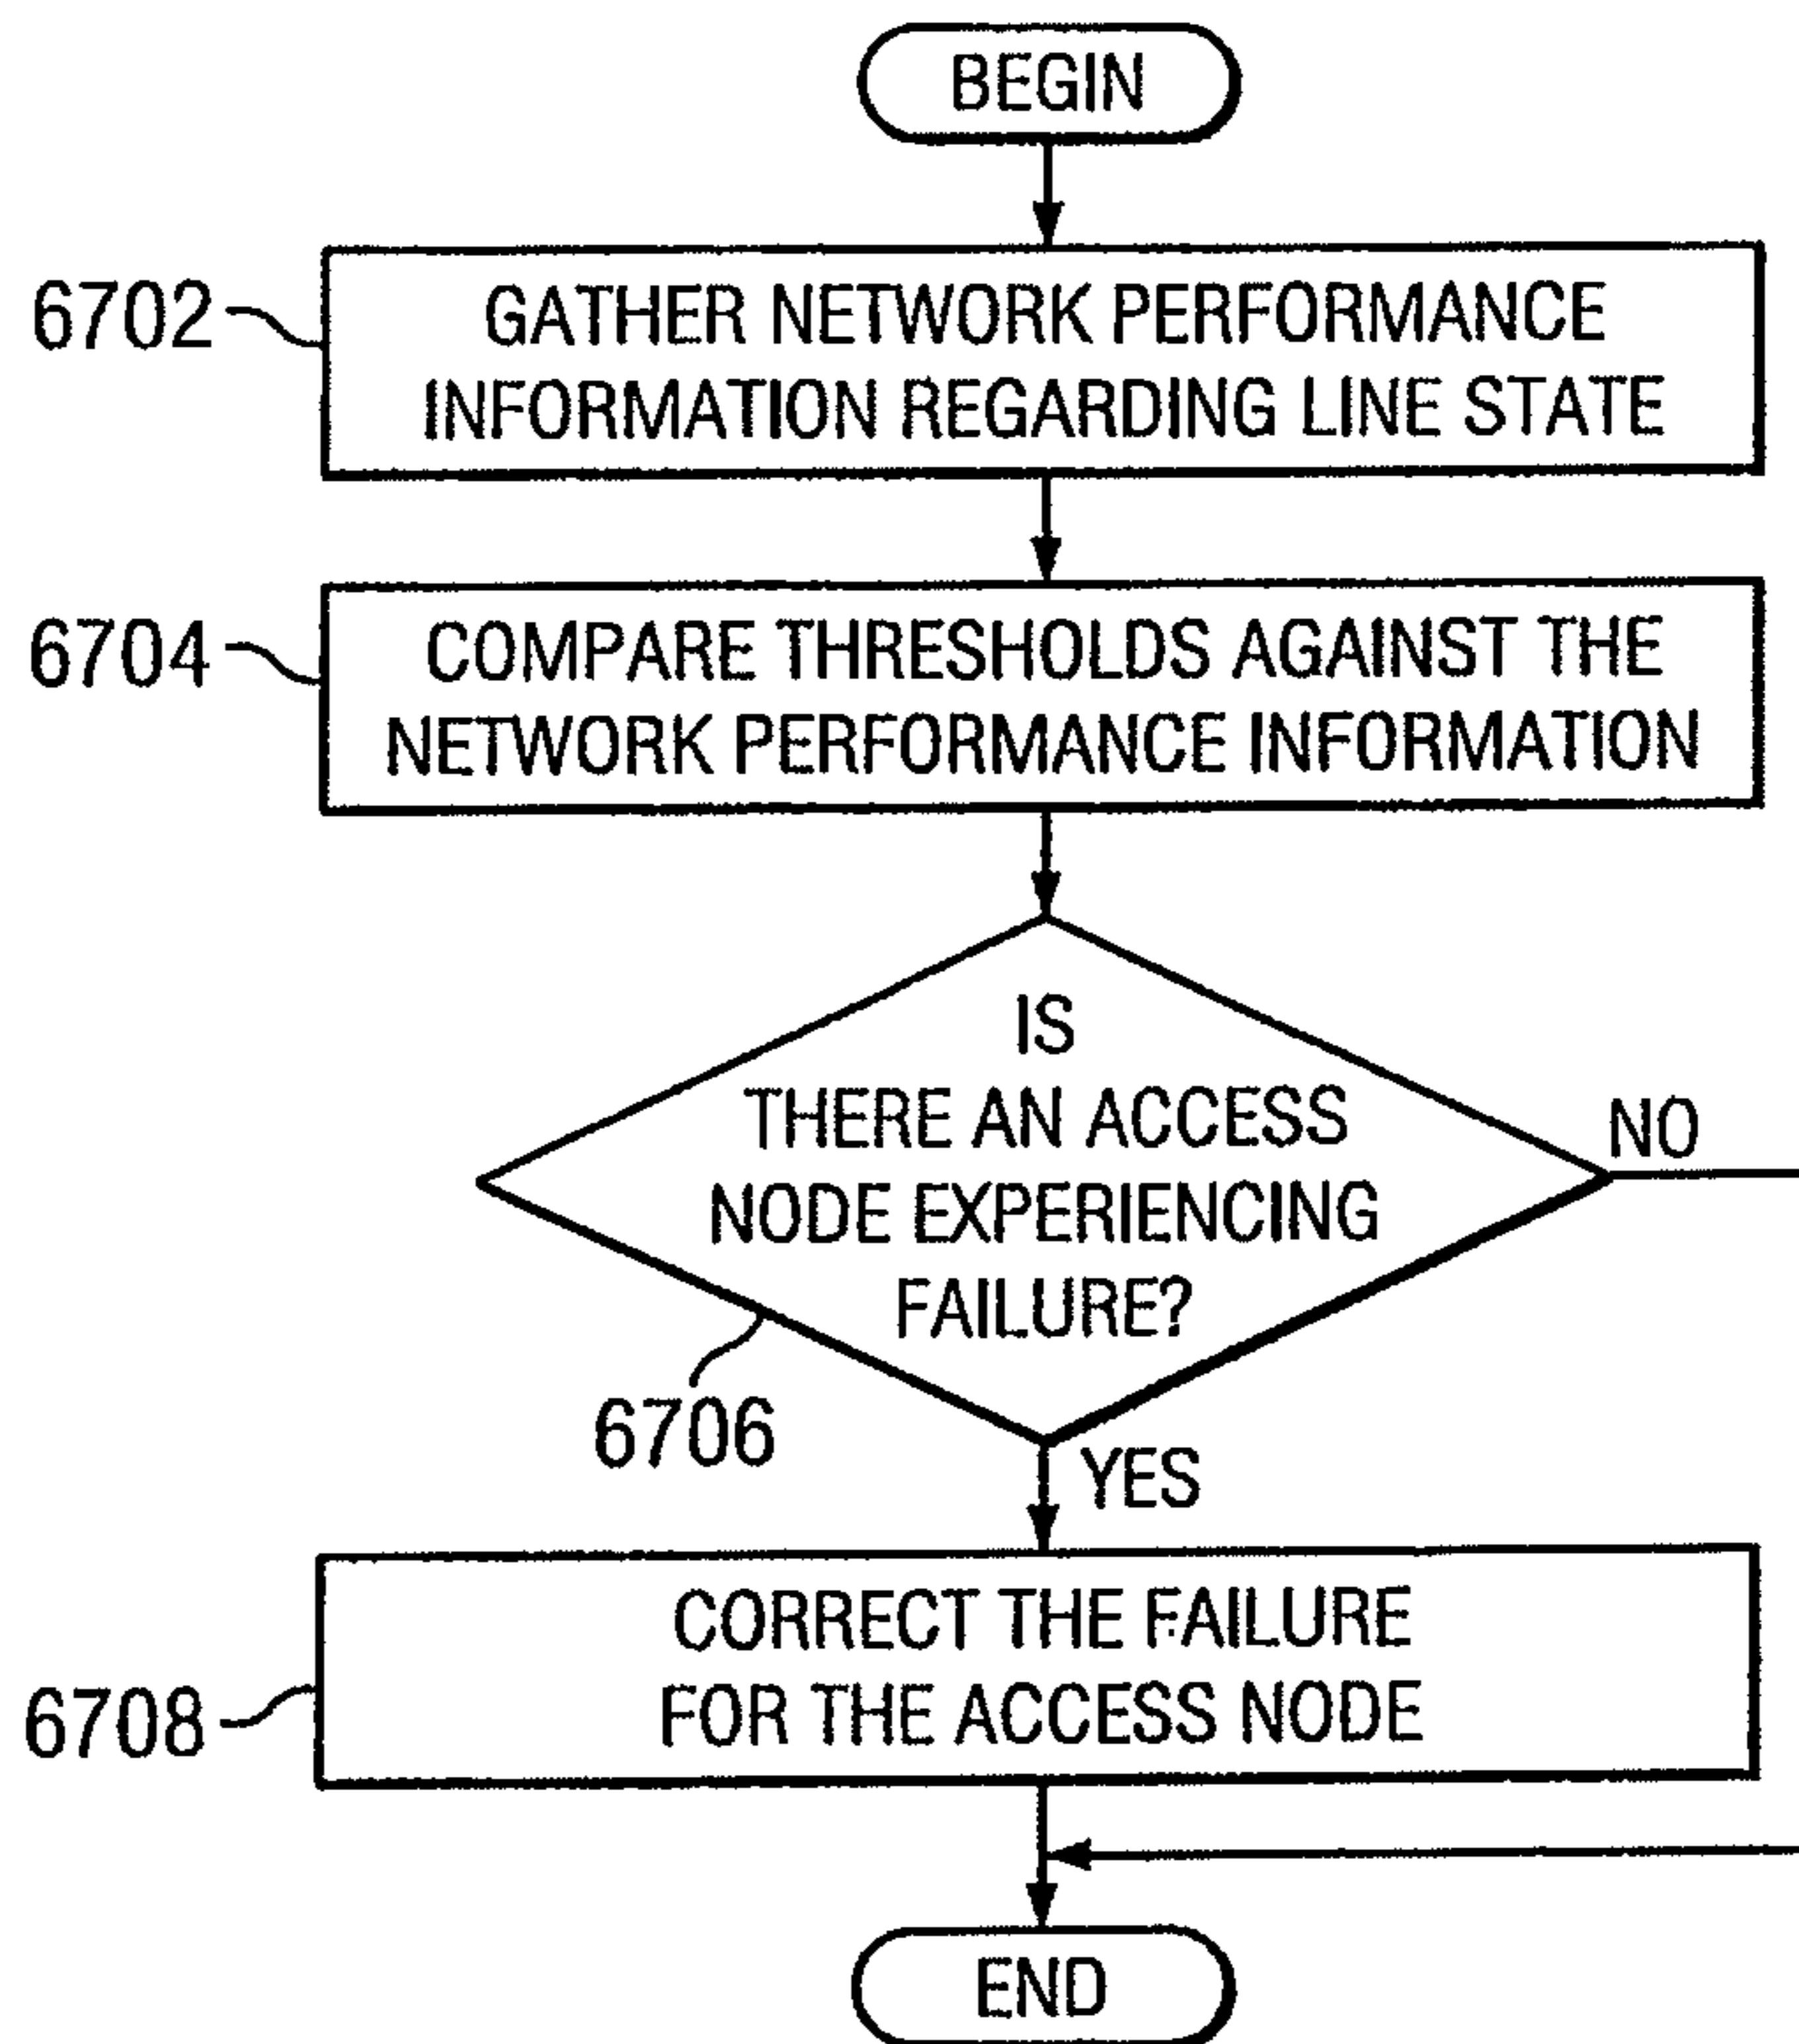 BEGIN
6702
GATHER NETWORK PERFORMANCE
INFORMATION REGARDING LINE STATE
6704
COMPARE THRESHOLDS AGAINST THE
NETWORK PERFORMANCE INFORMATION
IS
THERE AN ACCESS
NODE EXPERIENCING
FAILURE?
NO
6706
YES
CORRECT THE FAILURE
FOR THE ACCESS NODE
6708
END